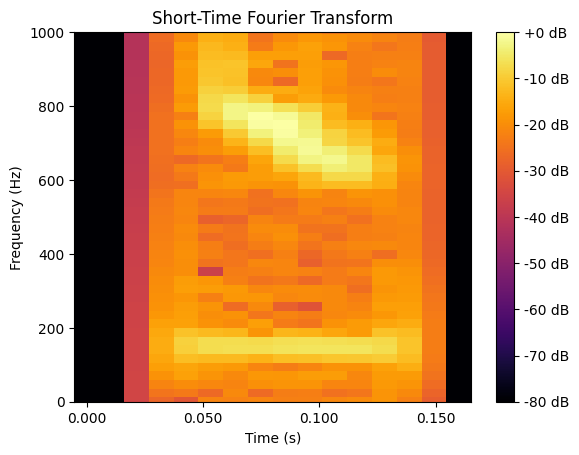 Short-Time Fourier Transform
1000
800
600
400
200
0
Frequency (Hz)
0.000
0.050
0.100
0.150
Time (s)
+0 dB
-10 dB
-20 dB
-30 dB
-40 dB
-50 dB
-60 dB
-70 dB
-80 dB